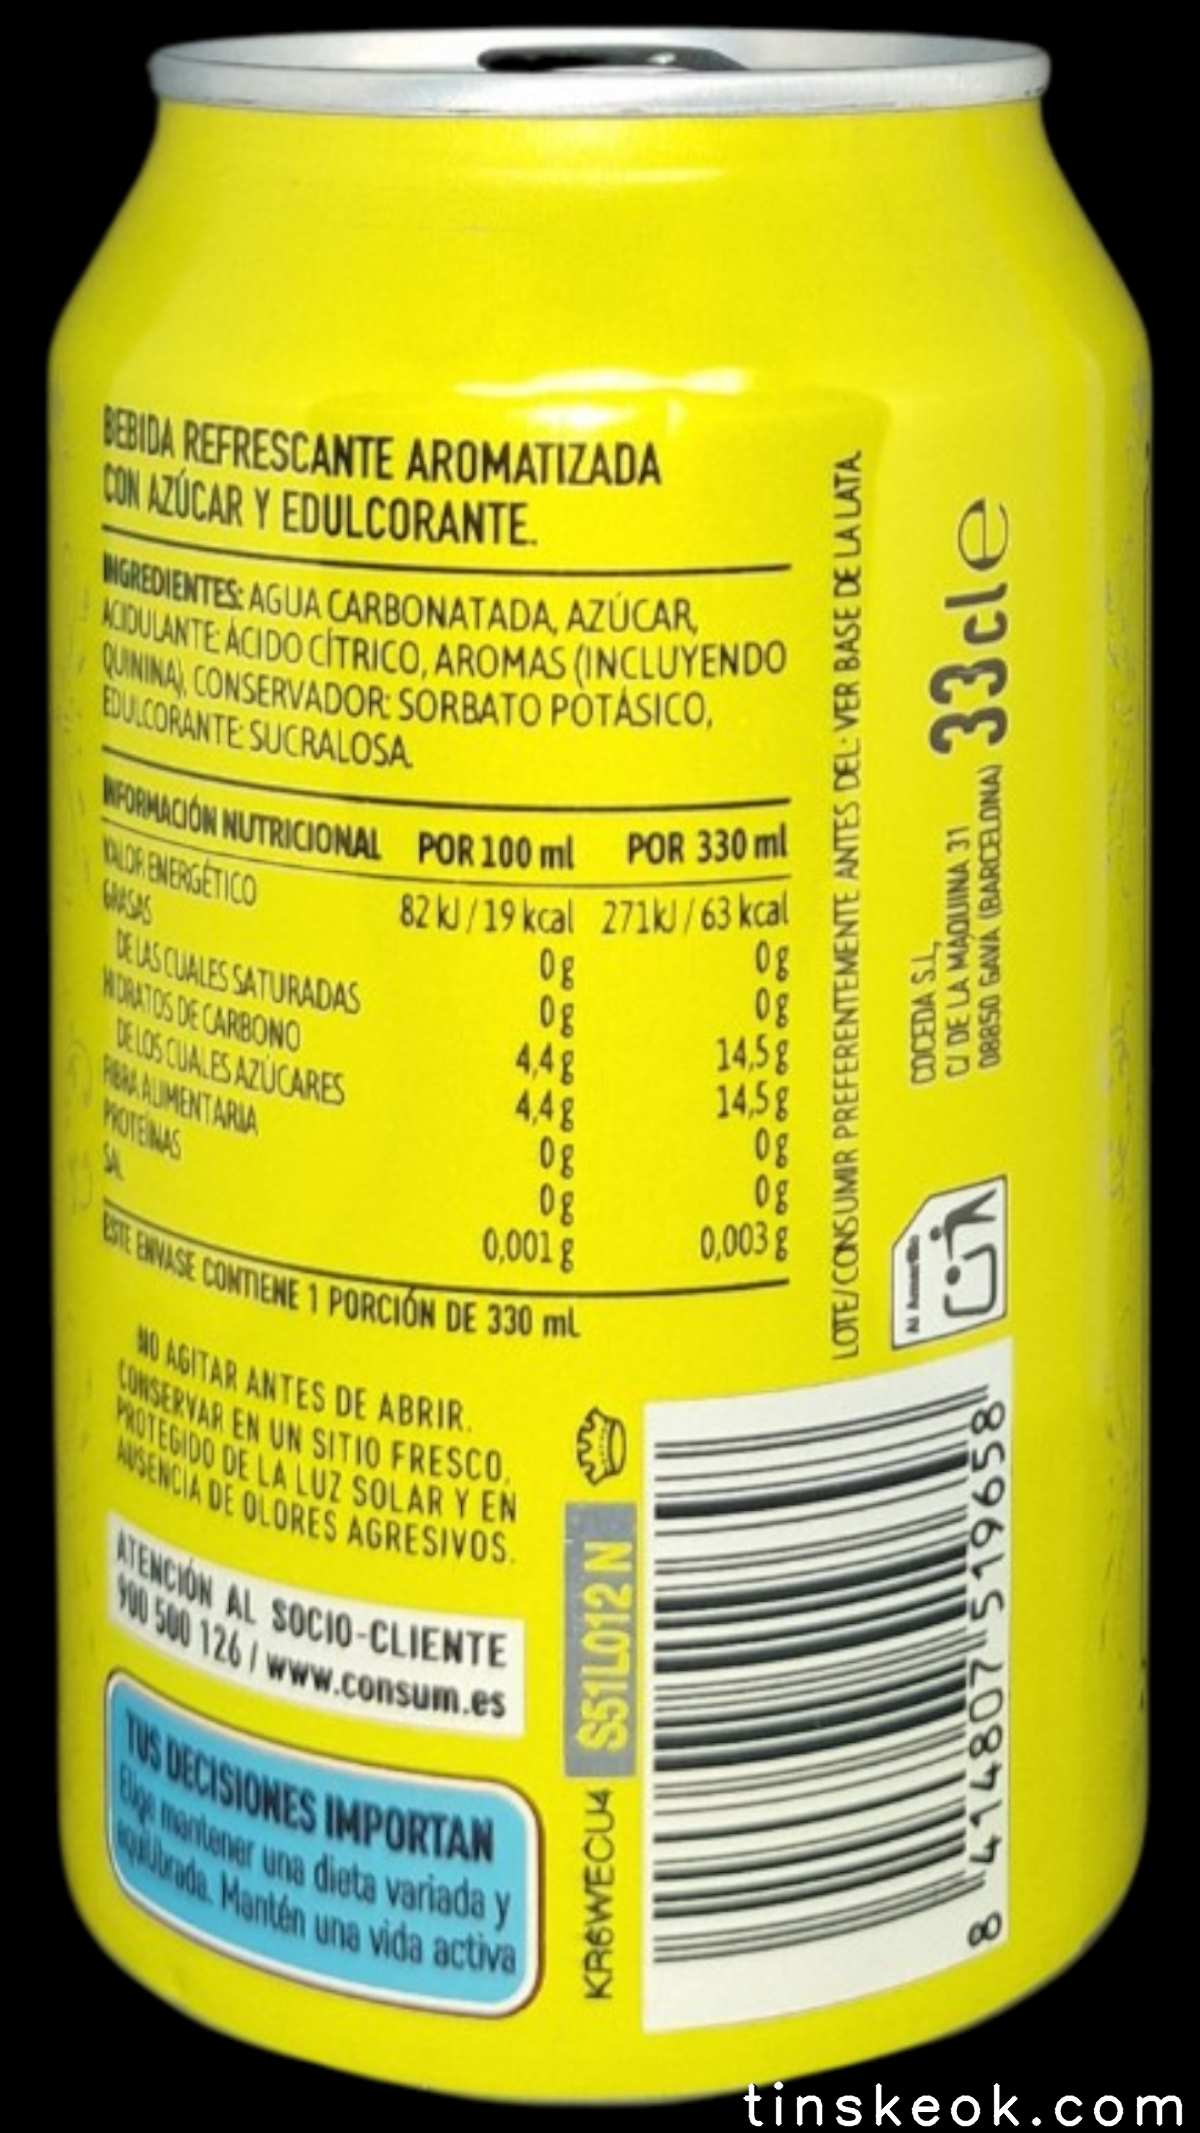 BEBIDA REFRESCANTE AROMATIZADA
CON AZÚCAR Y EDULCORANTE.
INGREDIENTES: AGUA CARBONATADA, AZÚCAR,
ACIDULANTE: ÁCIDO CÍTRICO, AROMAS (INCLUYENDO
QUININA), CONSERVADOR: SORBATO POTÁSICO,
EDULCORANTE: SUCRALOSA.
INFORMACIÓN NUTRICIONAL POR 100 ml POR 330 ml
VALOR ENERGÉTICO 82 kJ / 19 kcal 271 kJ / 63 kcal
GRASAS 0 g 0 g
DE LAS CUALES SATURADAS 0 g 0 g
HIDRATOS DE CARBONO 4,4 g 14,5 g
DE LOS CUALES AZÚCARES 4,4 g 14,5 g
FIBRA ALIMENTARIA 0 g 0 g
PROTEÍNAS 0 g 0 g
SAL 0,001 g 0,003 g
ESTE ENVASE CONTIENE 1 PORCIÓN DE 330 ml
NO AGITAR ANTES DE ABRIR.
CONSERVAR EN UN SITIO FRESCO,
PROTEGIDO DE LA LUZ SOLAR Y EN
AUSENCIA DE OLORES AGRESIVOS.
ATENCIÓN AL SOCIO-CLIENTE
900 500 126 / www.consum.es
TUS DECISIONES IMPORTAN
Elige mantener una dieta variada y
equilibrada. Mantén una vida activa
KR6WECU4 S51L012 N
LOTE/CONSUMIR PREFERENTEMENTE ANTES DEL: VER BASE DE LA LATA.
Al Amarillo
COCEDA S.L,
C/ DE LA MAQUINA 31
08850 GAVA (BARCELONA)
33cl e
8 414807 519658
tinskeok.com